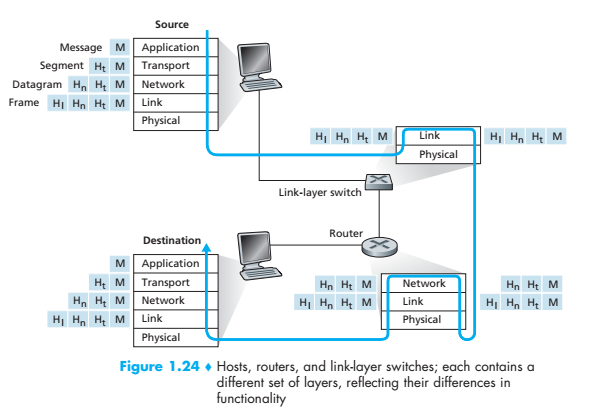 Source
Message M Application
Segment Ht M Transport
Datagram Hn Ht M Network
Frame Hl Hn Ht M Link
Physical
Hl Hn Ht M Link Hl Hn Ht M
Physical
Link-layer switch
Router
Destination
M Application
Ht M Transport
Hn Ht M Network
Hl Hn Ht M Link
Physical
Hn Ht M Network Hn Ht M
Hl Hn Ht M Link Hl Hn Ht M
Physical
Figure 1.24 ♦ Hosts, routers, and link-layer switches; each contains a
different set of layers, reflecting their differences in
functionality